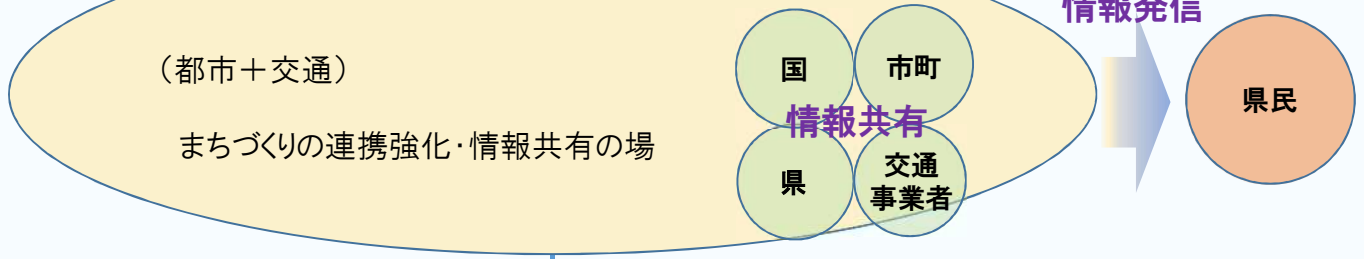 情報発信
（都市＋交通）
まちづくりの連携強化・情報共有の場
国
市町
情報共有
県
交通
事業者
県民